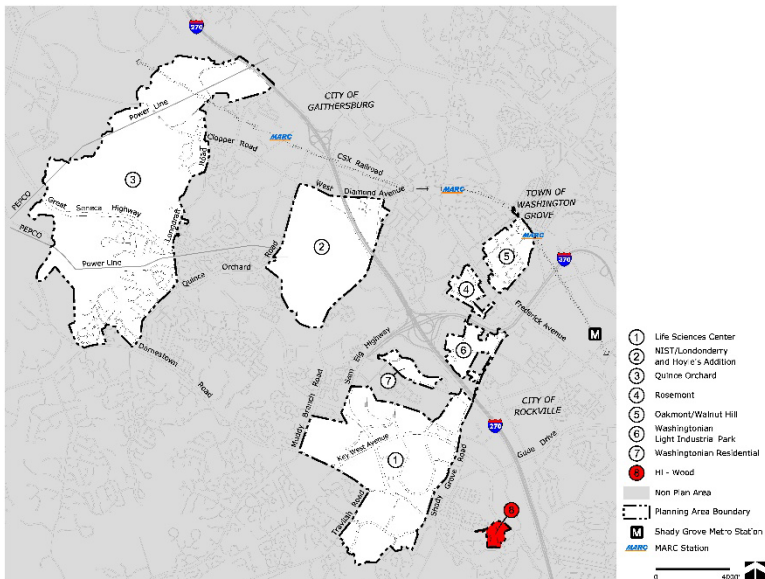 270
CITY OF
GAITHERSBURG
Power Line
MARC
Clopper Road
CSX Railroad
Road
West Diamond Avenue
MARC
TOWN OF
WASHINGTON
GROVE
MARC
3
PEPCO
Great Seneca Highway
Longdraft
PEPCO
2
5
270
Power Line
Quince Orchard Road
4
Frederick Avenue
M
6
Sam Eig Highway
7
Darnestown Road
Muddy Branch Road
CITY OF
ROCKVILLE
270
Key West Avenue
1
Shady Grove Road
Gude Drive
Travilah Road
8
1 Life Sciences Center
2 NIST/Londonderry
and Hoyle's Addition
3 Quince Orchard
4 Rosemont
5 Oakmont/Walnut Hill
6 Washingtonian
Light Industria Park
7 Washingtonian Residential
8 Hi - Wood
Non Plan Area
Planning Area Boundary
M Shady Grove Metro Station
MARC MARC Station
0